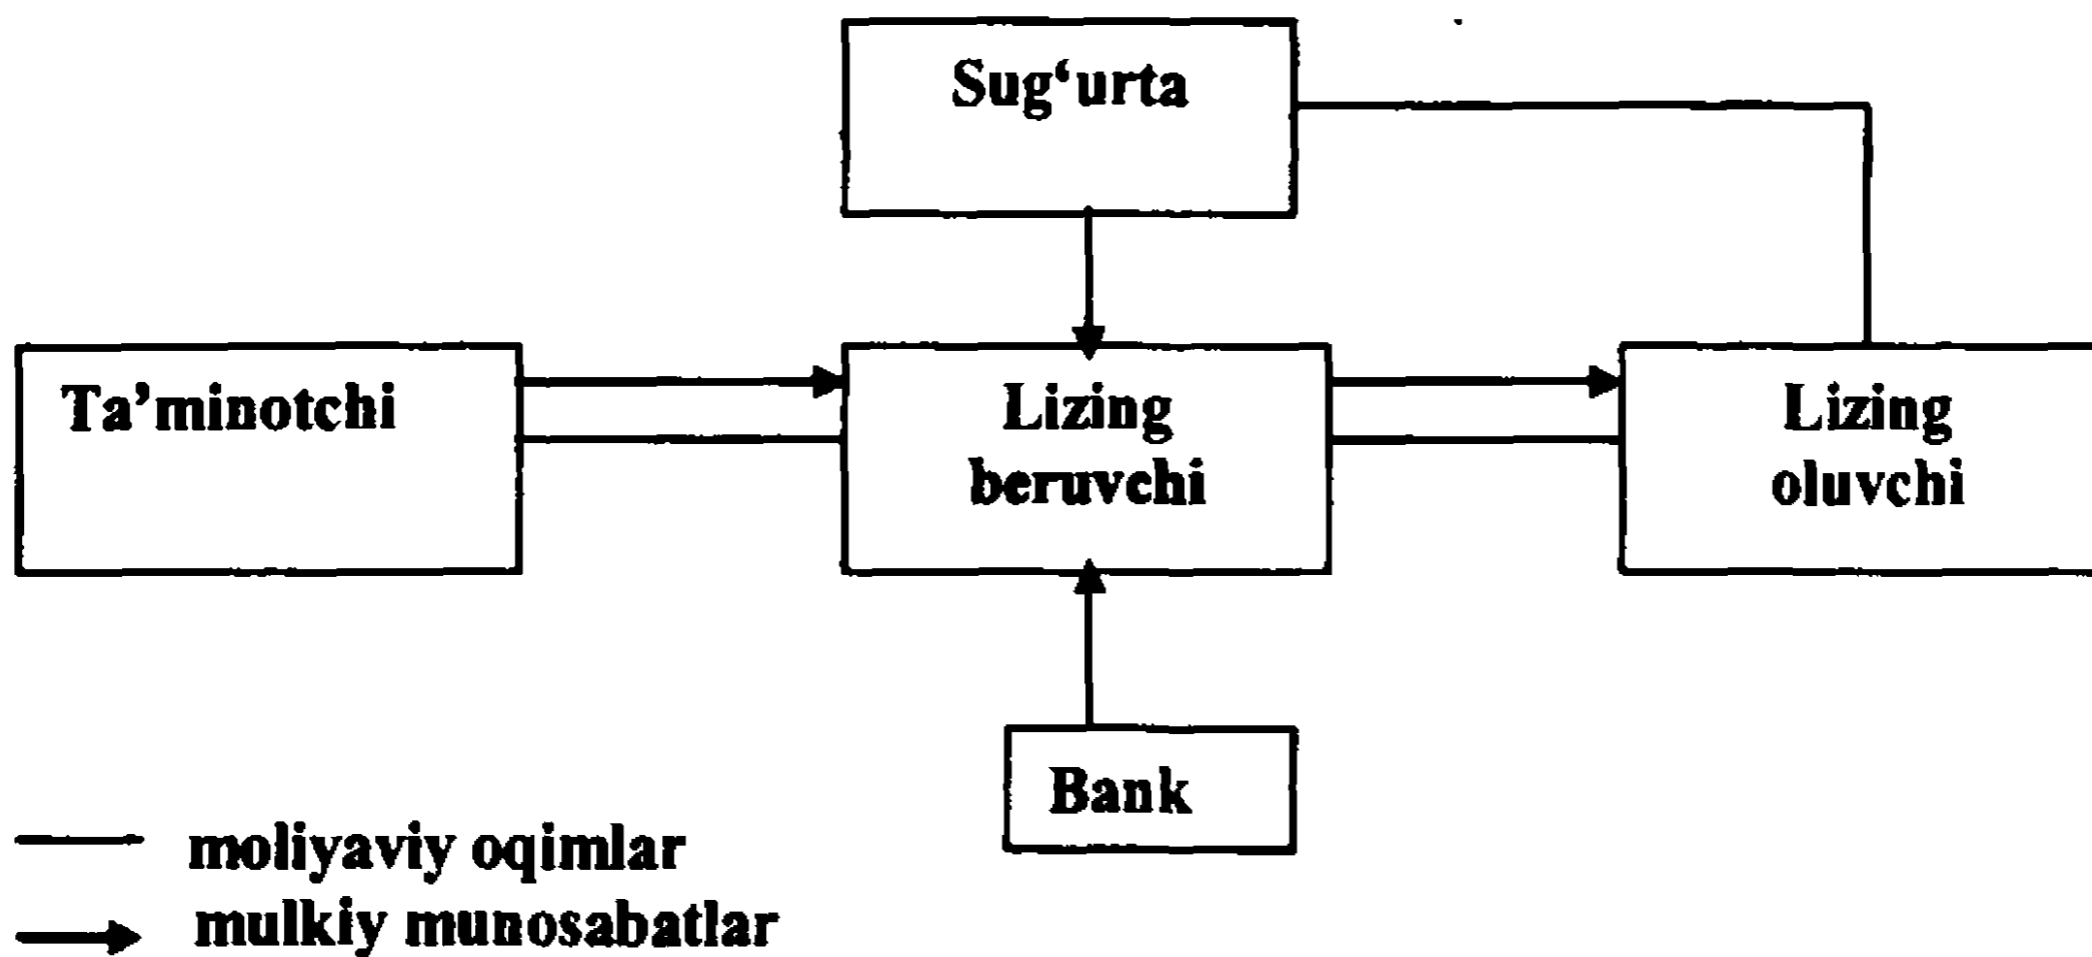 Sug‘urta
Ta’minotchi
Lizing
beruvchi
Lizing
oluvchi
Bank
moliyaviy oqimlar
mulkiy munosabatlar